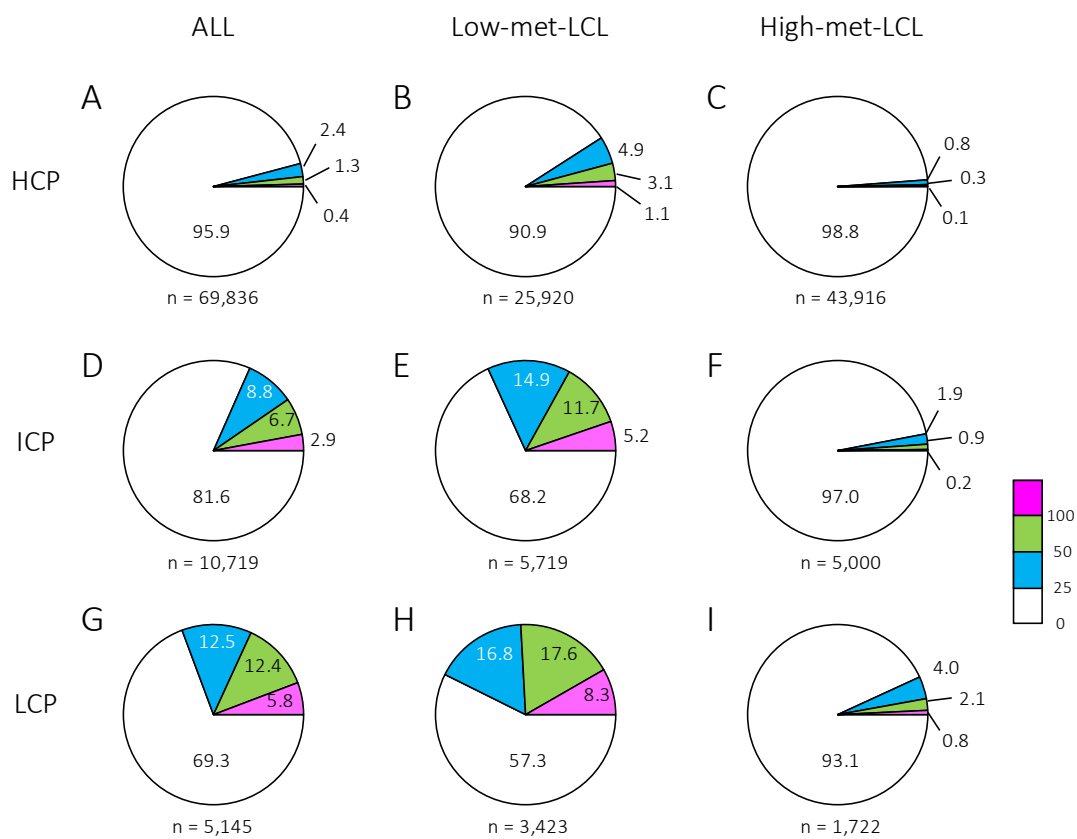 ALL Low-met-LCL High-met-LCL
A B C
HCP
2.4
1.3
0.4
95.9
n = 69,836
4.9
3.1
1.1
90.9
n = 25,920
0.8
0.3
0.1
98.8
n = 43,916
D E F
ICP
8.8
6.7
2.9
81.6
n = 10,719
14.9
11.7
5.2
68.2
n = 5,719
1.9
0.9
0.2
97.0
n = 5,000
100
50
25
0
G H I
LCP
12.5
12.4
5.8
69.3
n = 5,145
16.8
17.6
8.3
57.3
n = 3,423
4.0
2.1
0.8
93.1
n = 1,722